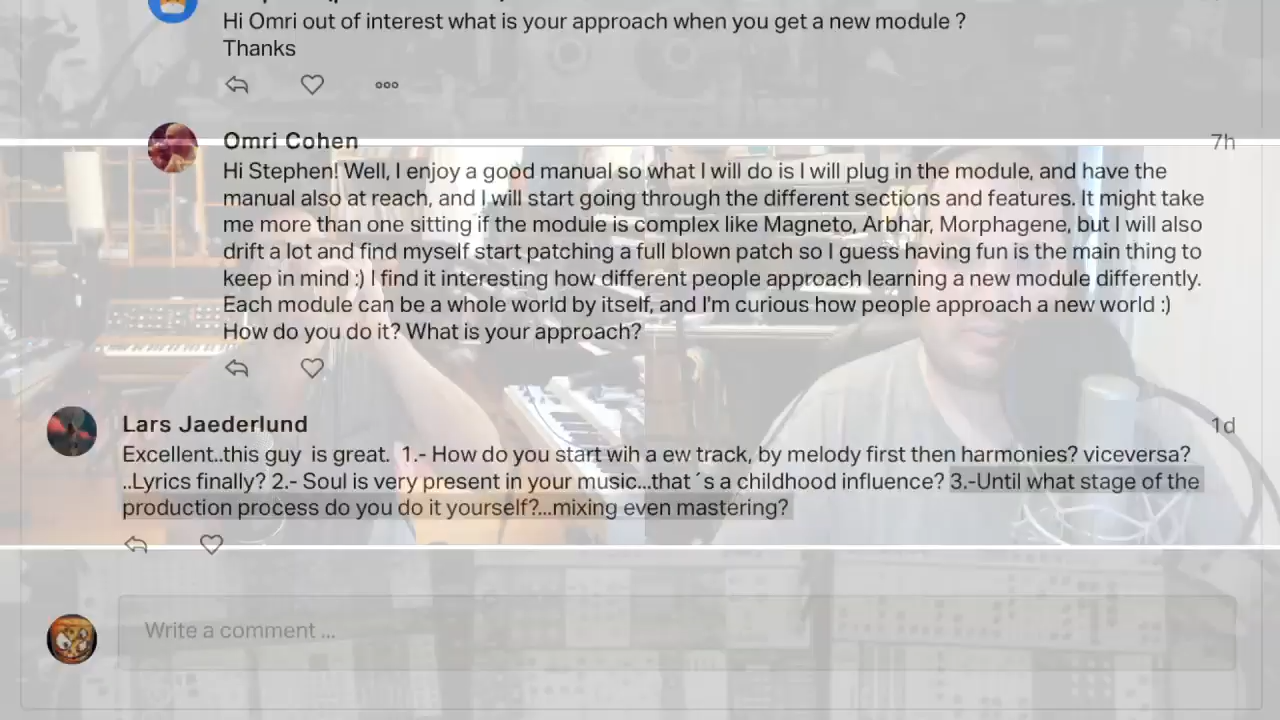 Hi Omri out of interest what is your approach when you get a new module ?
Thanks
Omri Cohen
7h
Hi Stephen! Well, I enjoy a good manual so what I will do is I will plug in the module, and have the
manual also at reach, and I will start going through the different sections and features. It might take
me more than one sitting if the module is complex like Magneto, Arbhar, Morphagene, but I will also
drift a lot and find myself start patching a full blown patch so I guess having fun is the main thing to
keep in mind :) I find it interesting how different people approach learning a new module differently.
Each module can be a whole world by itself, and I'm curious how people approach a new world :)
How do you do it? What is your approach?
Lars Jaederlund
1d
Excellent..this guy  is great.  1.- How do you start wih a ew track, by melody first then harmonies? viceversa?
..Lyrics finally? 2.- Soul is very present in your music...that´s a childhood influence? 3.-Until what stage of the
production process do you do it yourself?...mixing even mastering?
Write a comment ...